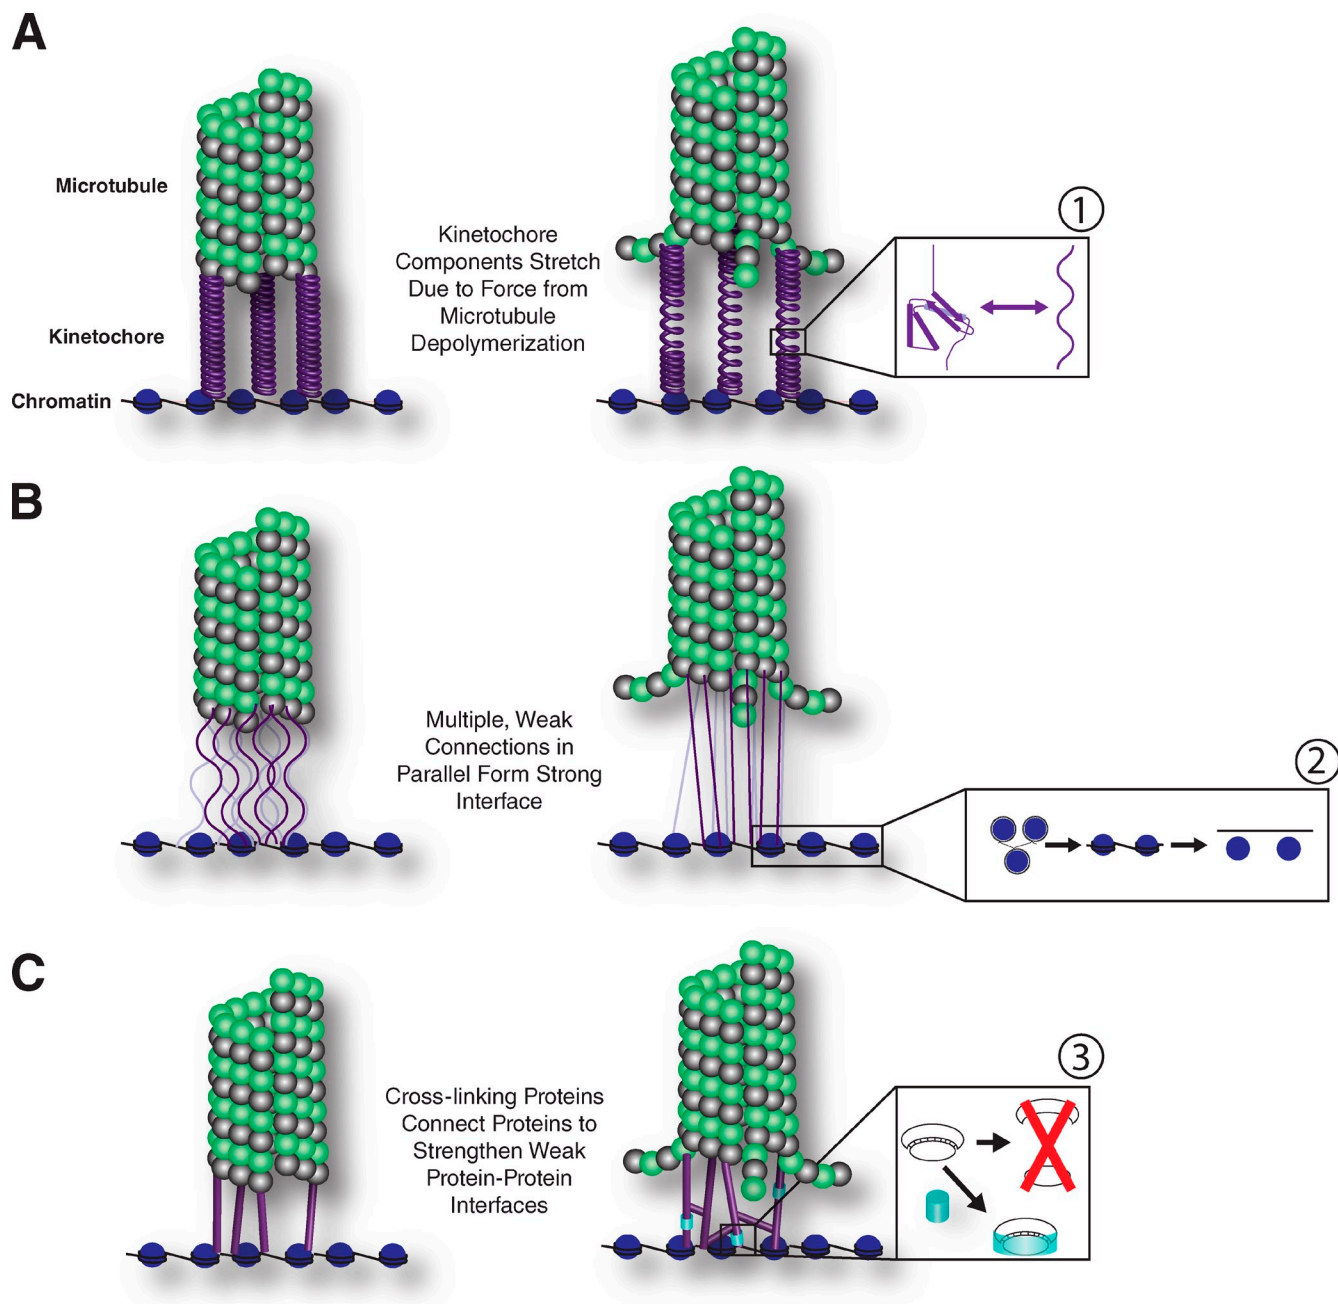 A
Microtubule
Kinetochore
Chromatin
Kinetochore
Components Stretch
Due to Force from
Microtubule
Depolymerization
1
B
Multiple, Weak
Connections in
Parallel Form Strong
Interface
2
C
Cross-linking Proteins
Connect Proteins to
Strengthen Weak
Protein-Protein
Interfaces
3